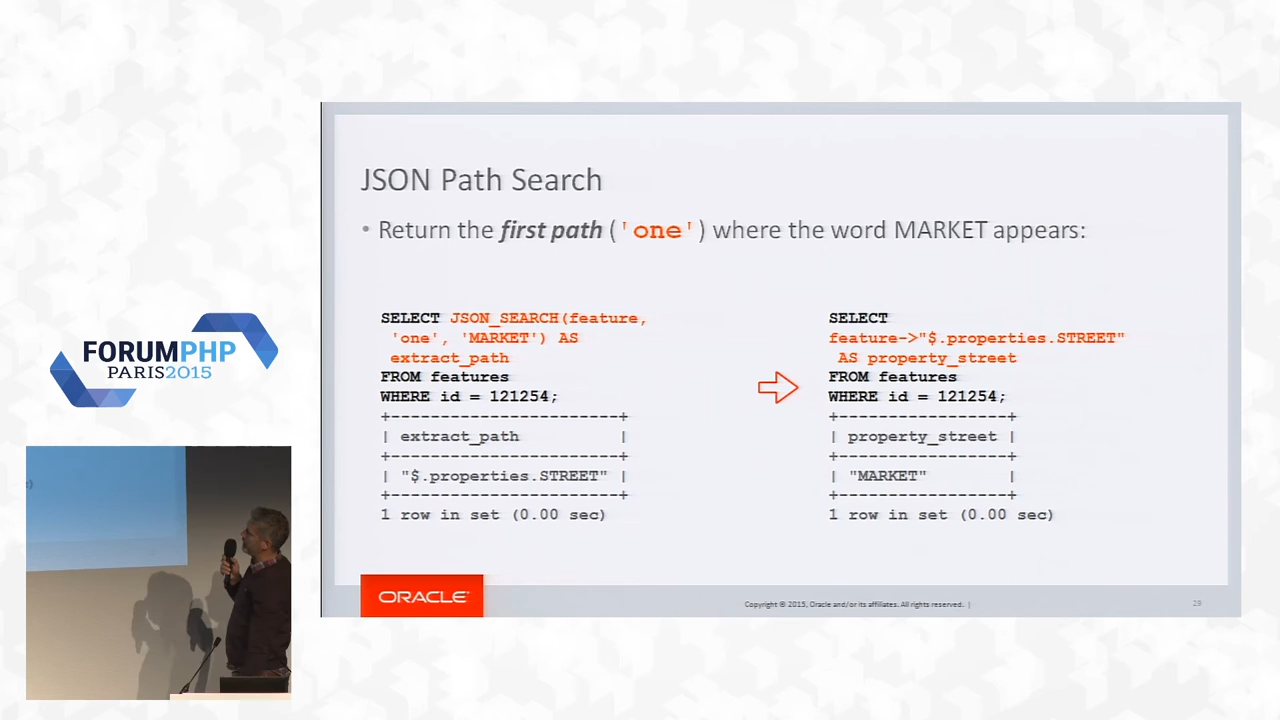 JSON Path Search
• Return the first path ('one') where the word MARKET appears:
SELECT JSON_SEARCH(feature,
'one', 'MARKET') AS
extract_path
FROM features
WHERE id = 121254;
+-----------------------+
| extract_path          |
+-----------------------+
| "$.properties.STREET" |
+-----------------------+
1 row in set (0.00 sec)
SELECT
feature->"$.properties.STREET"
AS property_street
FROM features
WHERE id = 121254;
+-----------------+
| property_street |
+-----------------+
| "MARKET"        |
+-----------------+
1 row in set (0.00 sec)
FORUMPHP
PARIS2015
ORACLE
Copyright © 2015, Oracle and/or its affiliates. All rights reserved. |
29